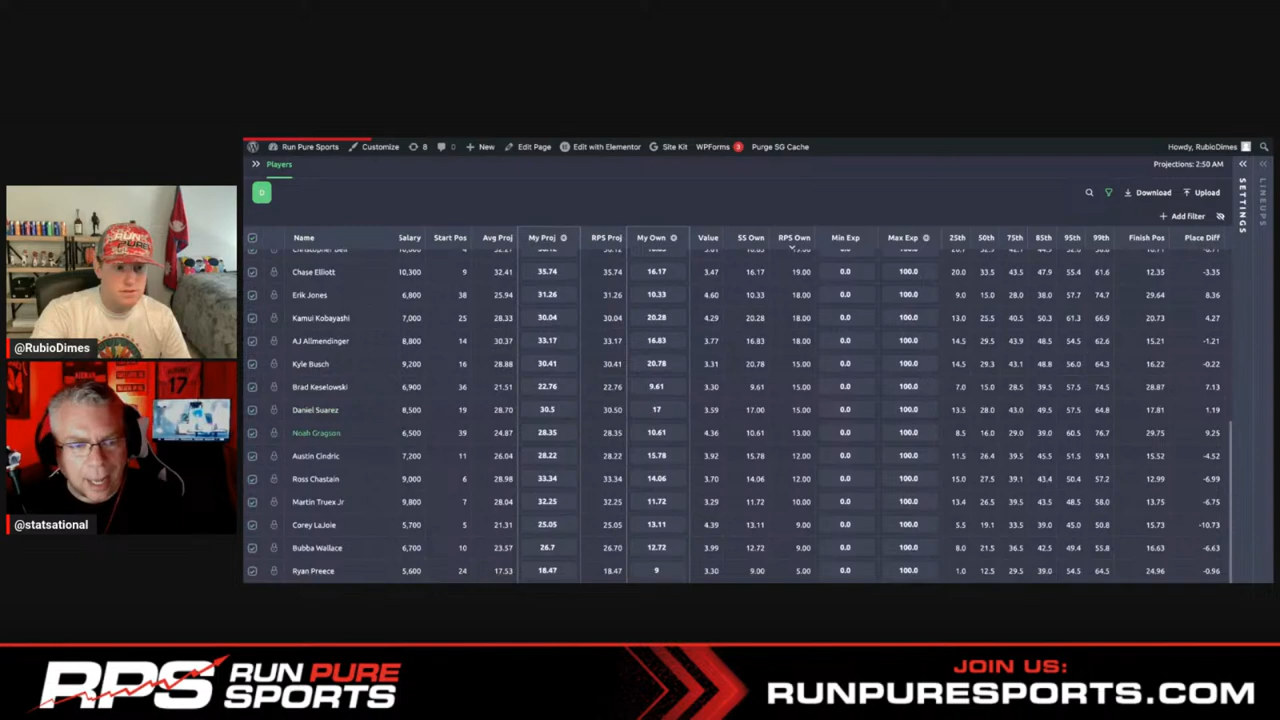 Run Pure Sports Customize 8 0 New Edit Page Edit with Elementor Site Kit WPForms 3 Purge SG Cache Howdy, RubioDimes
Players Projections: 2:50 AM
D Download Upload
Add filter
Name Salary Start Pos Avg Proj My Proj RPS Proj My Own Value SS Own RPS Own Min Exp Max Exp 25th 50th 75th 85th 95th 99th Finish Pos Place Diff
Chase Elliott 10,300 9 32.41 35.74 35.74 16.17 3.47 16.17 19.00 0.0 100.0 20.0 33.5 43.5 47.9 55.4 61.6 12.35 -3.35
Erik Jones 6,800 38 25.94 31.26 31.26 10.33 4.60 10.33 18.00 0.0 100.0 9.0 15.0 28.0 38.0 57.7 74.7 29.64 8.36
Kamui Kobayashi 7,000 25 28.33 30.04 30.04 20.28 4.29 20.28 18.00 0.0 100.0 13.0 25.5 40.5 50.3 61.3 66.9 20.73 4.27
AJ Allmendinger 8,800 14 30.37 33.17 33.17 16.83 3.77 16.83 18.00 0.0 100.0 14.5 29.5 43.9 48.5 54.5 62.6 15.21 -1.21
Kyle Busch 9,200 16 28.88 30.41 30.41 20.78 3.31 20.78 15.00 0.0 100.0 14.5 29.3 43.1 48.8 56.0 64.4 16.22 -0.22
Brad Keselowski 6,900 36 21.51 22.76 22.76 9.61 3.30 9.61 15.00 0.0 100.0 7.0 15.0 28.5 39.5 57.5 72.7 28.87 7.13
Daniel Suarez 8,500 19 28.70 30.5 30.50 17 3.59 17.00 15.00 0.0 100.0 13.5 28.0 43.0 49.5 57.5 64.8 17.81 1.19
Noah Gragson 6,500 39 24.87 28.35 28.35 10.61 4.36 10.61 13.00 0.0 100.0 8.5 16.0 29.0 39.0 60.5 76.7 29.75 9.25
Austin Cindric 7,200 11 26.04 28.22 28.22 15.78 3.92 15.78 12.00 0.0 100.0 11.5 26.4 39.5 45.5 51.5 59.1 15.52 -4.52
Ross Chastain 9,000 6 28.98 33.34 33.34 14.06 3.70 14.06 12.00 0.0 100.0 15.0 27.5 39.1 43.4 50.4 57.2 12.99 -6.99
Martin Truex Jr 9,800 7 28.04 32.25 32.25 11.72 3.29 11.72 10.00 0.0 100.0 13.4 26.5 39.5 43.5 48.5 58.0 13.75 -6.75
Corey LaJoie 5,700 5 21.31 25.05 25.05 13.11 4.39 13.11 9.00 0.0 100.0 5.5 19.1 33.5 39.0 45.0 50.8 15.73 -10.73
Bubba Wallace 6,700 10 23.57 26.7 26.70 12.72 3.99 12.72 9.00 0.0 100.0 8.0 21.5 36.5 42.5 49.4 55.8 16.63 -6.63
Ryan Preece 5,600 24 17.53 18.47 18.47 9 3.30 9.00 5.00 0.0 100.0 1.0 12.5 29.5 39.0 54.5 64.5 24.96 -0.96
SETTINGS
LINEUPS
@RubioDimes
@statsational
17
RPS RUN PURE SPORTS
JOIN US:
RUNPURESPORTS.COM